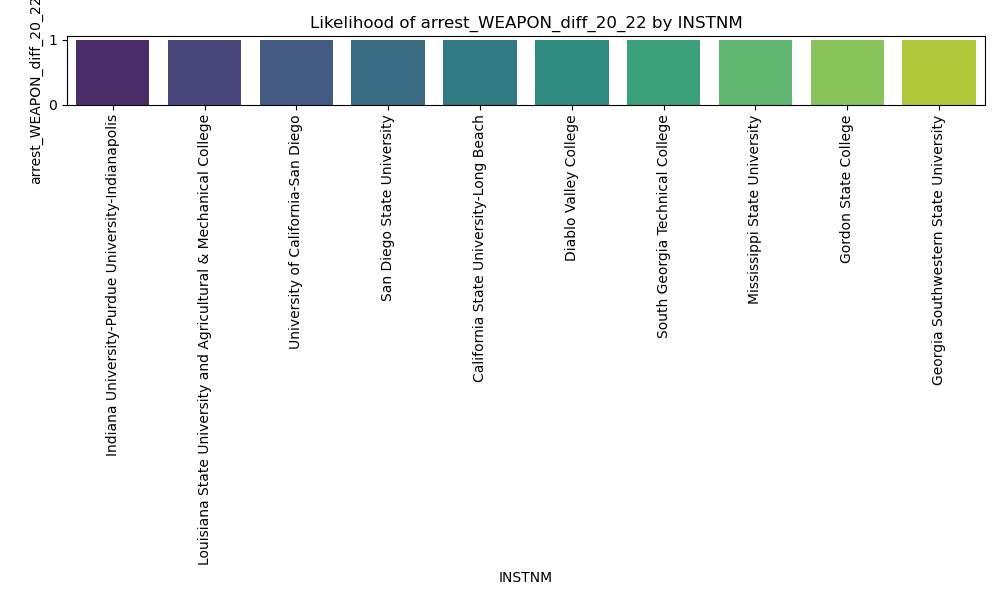 Likelihood of arrest_WEAPON_diff_20_22 by INSTNM
arrest_WEAPON_diff_20_22
1
0
Indiana University-Purdue University-Indianapolis
Louisiana State University and Agricultural & Mechanical College
University of California-San Diego
San Diego State University
California State University-Long Beach
Diablo Valley College
South Georgia Technical College
Mississippi State University
Gordon State College
Georgia Southwestern State University
INSTNM